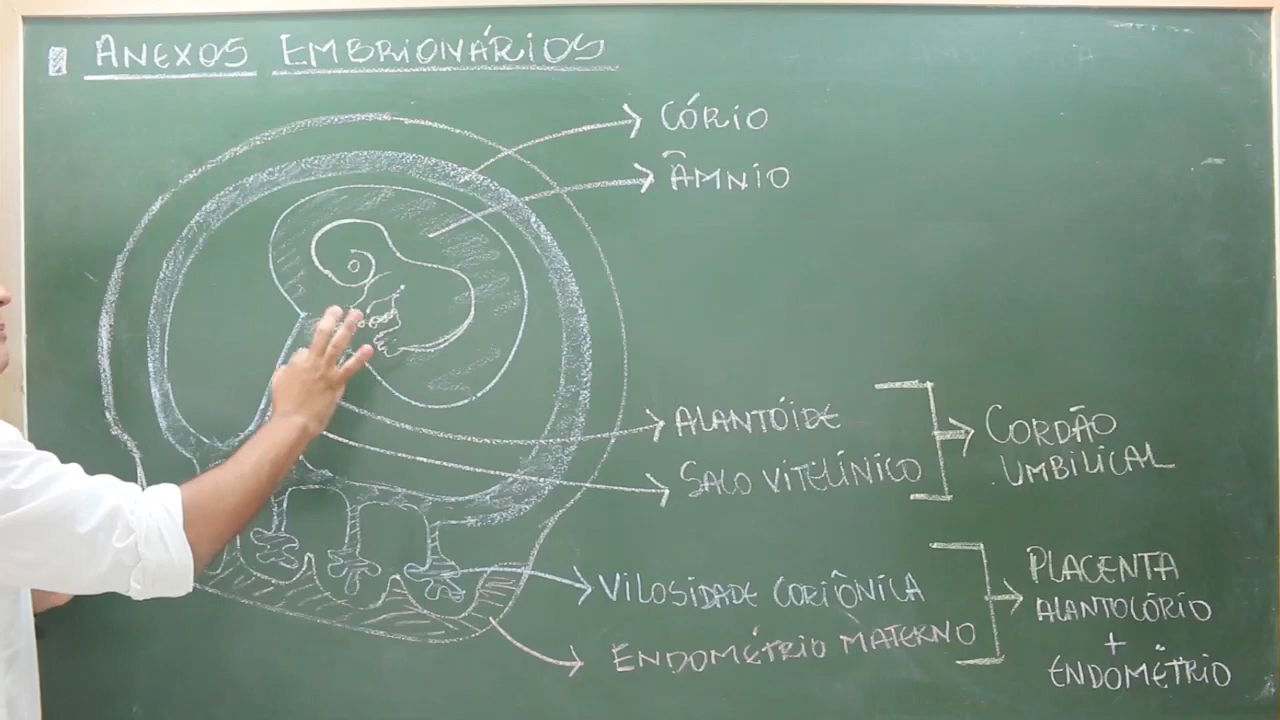 ANEXOS EMBRIONÁRIOS
CÓRIO
ÂMNIO
ALANTÓIDE
SACO VITELÍNICO
CORDÃO
UMBILICAL
VILOSIDADE CORIÔNICA
ENDOMÉTRIO MATERNO
PLACENTA
ALANTOCÓRIO
+
ENDOMÉTRIO